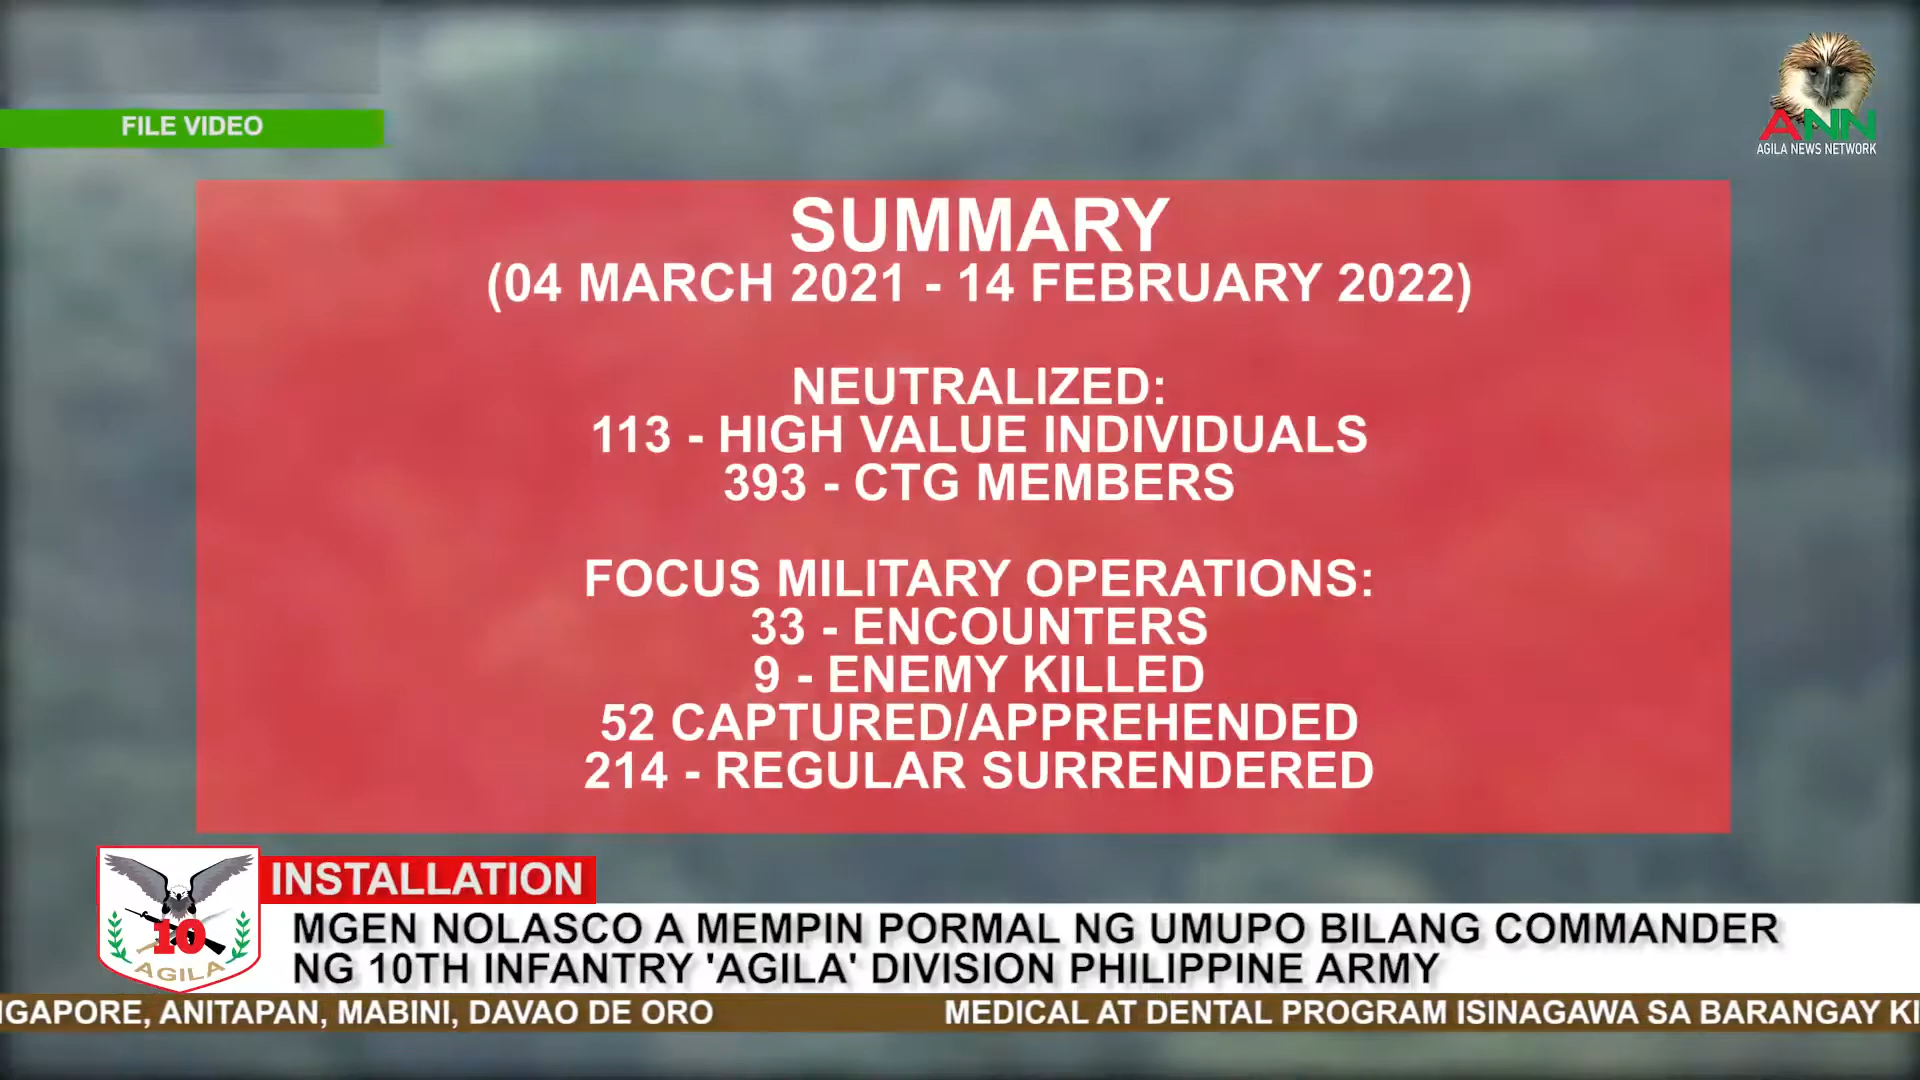 FILE VIDEO
ANN
AGILA NEWS NETWORK
SUMMARY
(04 MARCH 2021 - 14 FEBRUARY 2022)
NEUTRALIZED:
113 - HIGH VALUE INDIVIDUALS
393 - CTG MEMBERS
FOCUS MILITARY OPERATIONS:
33 - ENCOUNTERS
9 - ENEMY KILLED
52 CAPTURED/APPREHENDED
214 - REGULAR SURRENDERED
INSTALLATION
10
AGILA
MGEN NOLASCO A MEMPIN PORMAL NG UMUPO BILANG COMMANDER
NG 10TH INFANTRY 'AGILA' DIVISION PHILIPPINE ARMY
NGAPORE, ANITAPAN, MABINI, DAVAO DE ORO MEDICAL AT DENTAL PROGRAM ISINAGAWA SA BARANGAY KI